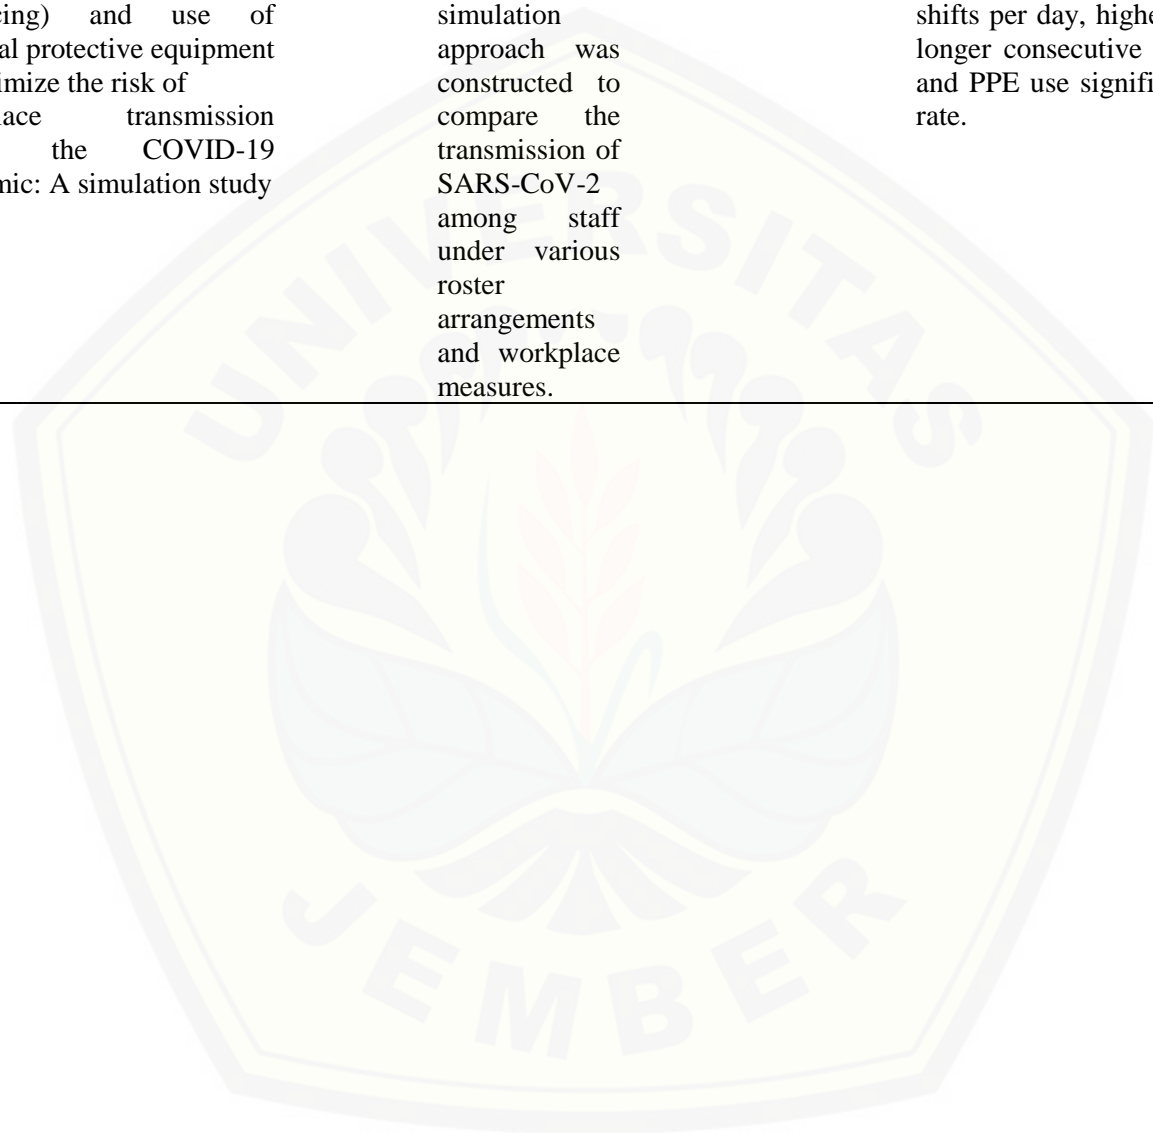 cing) and use of
al protective equipment
imize the risk of
lace transmission
the COVID-19
mic: A simulation study
simulation
approach was
constructed to
compare the
transmission of
SARS-CoV-2
among staff
under various
roster
arrangements
and workplace
measures.
shifts per day, highe
longer consecutive
and PPE use signifi
rate.
UNIVERSITAS
JEMBER